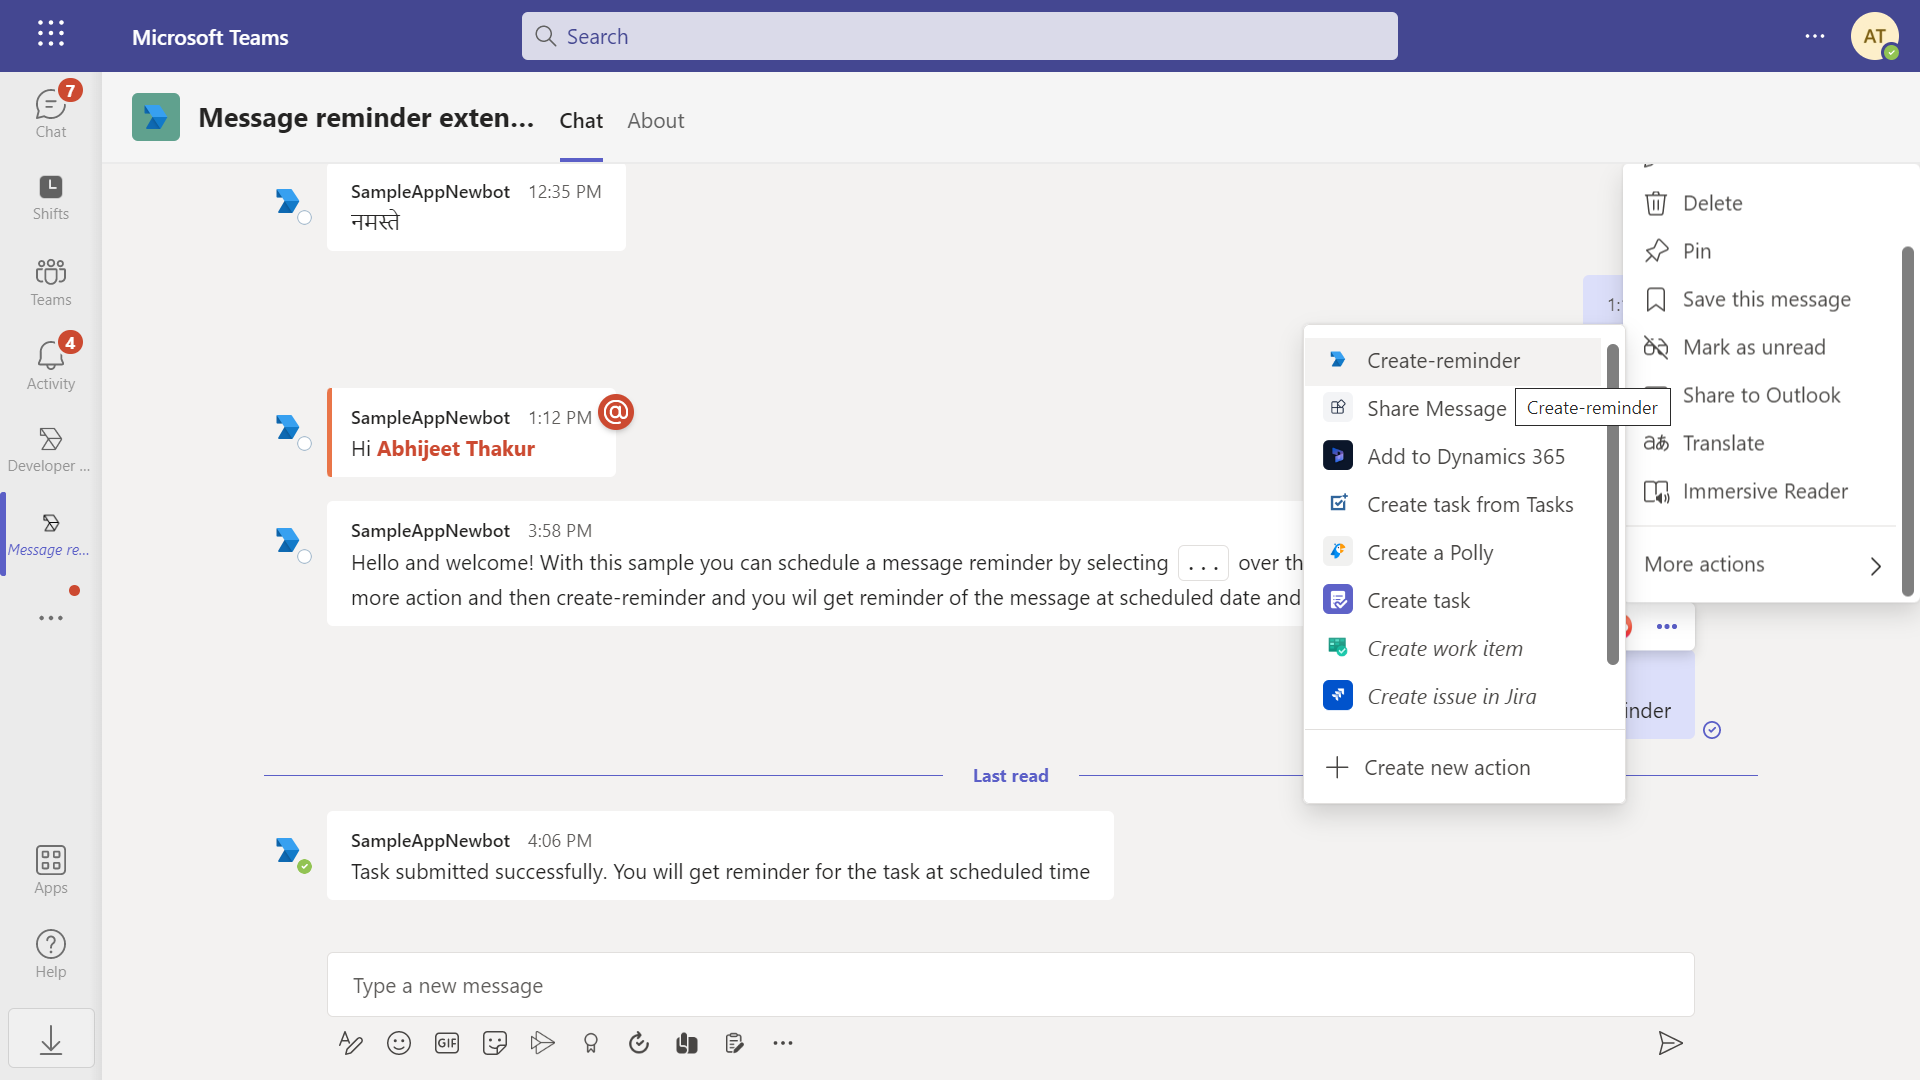 Microsoft Teams
Search
AT
7
Chat
Shifts
Teams
4
Activity
Developer ...
Message re...
Apps
Help
Message reminder exten...
Chat
About
SampleAppNewbot 12:35 PM
नमस्ते
1:
SampleAppNewbot 1:12 PM
@
Hi Abhijeet Thakur
SampleAppNewbot 3:58 PM
Hello and welcome! With this sample you can schedule a message reminder by selecting ... over th
more action and then create-reminder and you wil get reminder of the message at scheduled date and
inder
Last read
SampleAppNewbot 4:06 PM
Task submitted successfully. You will get reminder for the task at scheduled time
Type a new message
GIF
Create-reminder
Share Message
Create-reminder
Add to Dynamics 365
Create task from Tasks
Create a Polly
Create task
Create work item
Create issue in Jira
Create new action
Delete
Pin
Save this message
Mark as unread
Share to Outlook
Translate
Immersive Reader
More actions